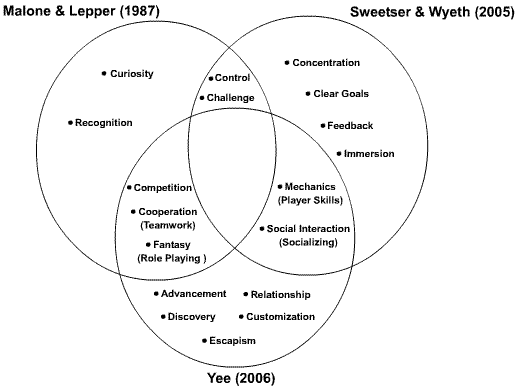 Malone & Lepper (1987)
Sweetser & Wyeth (2005)
Curiosity
Recognition
Control
Challenge
Concentration
Clear Goals
Feedback
Immersion
Competition
Cooperation
(Teamwork)
Fantasy
(Role Playing )
Mechanics
(Player Skills)
Social Interaction
(Socializing)
Advancement
Relationship
Discovery
Customization
Escapism
Yee (2006)